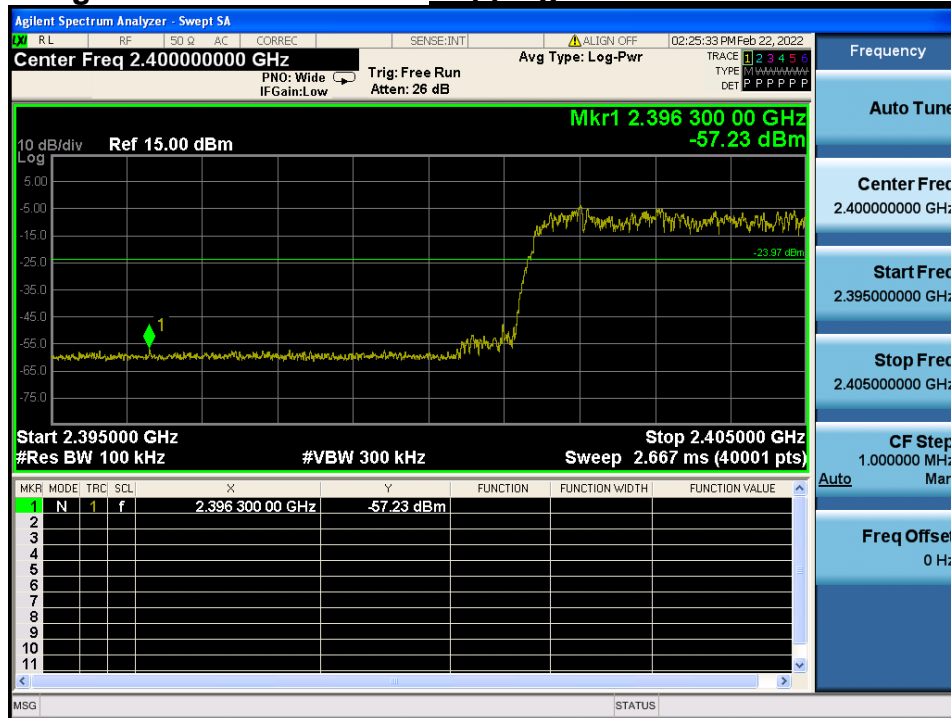 Agilent Spectrum Analyzer - Swept SA
LXI RL RF 50 Ω AC CORREC SENSE:INT ALIGN OFF 02:25:33 PM Feb 22, 2022
Center Freq 2.400000000 GHz Avg Type: Log-Pwr TRACE 1 2 3 4 5 6
PNO: Wide Trig: Free Run TYPE M
IFGain:Low Atten: 26 dB DET P P P P P P
Mkr1 2.396 300 00 GHz
-57.23 dBm
10 dB/div Ref 15.00 dBm
Log
5.00
-5.00
-15.0
-23.97 dBm
-25.0
-35.0
-45.0
1
-55.0
-65.0
-75.0
Start 2.395000 GHz Stop 2.405000 GHz
#Res BW 100 kHz #VBW 300 kHz Sweep 2.667 ms (40001 pts)
MKR MODE TRC SCL X Y FUNCTION FUNCTION WIDTH FUNCTION VALUE
1 N 1 f 2.396 300 00 GHz -57.23 dBm
2
3
4
5
6
7
8
9
10
11
MSG STATUS
Frequency
Auto Tune
Center Freq
2.400000000 GHz
Start Freq
2.395000000 GHz
Stop Freq
2.405000000 GHz
CF Step
1.000000 MHz
Auto Man
Freq Offset
0 Hz